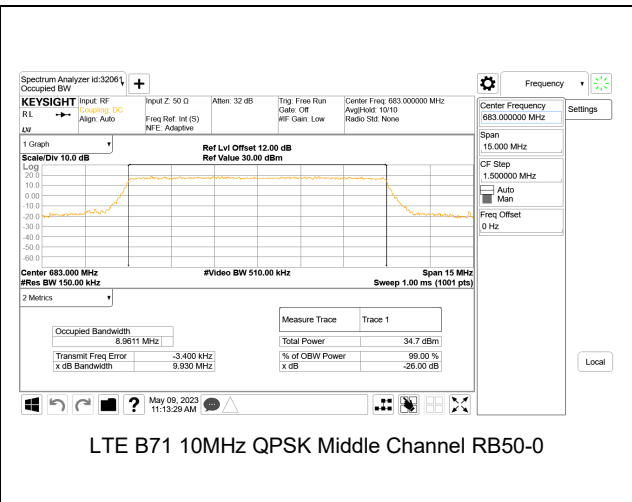 Spectrum Analyzer id:32061
Occupied BW
Frequency
KEYSIGHT
R L
LXI
Input: RF
Coupling: DC
Align: Auto
Input Z: 50 Ω
Freq Ref: Int (S)
NFE: Adaptive
Atten: 32 dB
Trig: Free Run
Gate: Off
#IF Gain: Low
Center Freq: 683.000000 MHz
Avg|Hold: 10/10
Radio Std: None
Center Frequency
683.000000 MHz
Settings
Span
15.000 MHz
CF Step
1.500000 MHz
Auto
Man
Freq Offset
0 Hz
Local
1 Graph
Scale/Div 10.0 dB
Ref Lvl Offset 12.00 dB
Ref Value 30.00 dBm
Log
20.0
10.0
0.00
-10.0
-20.0
-30.0
-40.0
-50.0
-60.0
Center 683.000 MHz
#Video BW 510.00 kHz
Span 15 MHz
#Res BW 150.00 kHz
Sweep 1.00 ms (1001 pts)
2 Metrics
Measure Trace Trace 1
Occupied Bandwidth
8.9611 MHz
Total Power 34.7 dBm
Transmit Freq Error -3.400 kHz
% of OBW Power 99.00 %
x dB Bandwidth 9.930 MHz
x dB -26.00 dB
May 09, 2023
11:13:29 AM
LTE B71 10MHz QPSK Middle Channel RB50-0